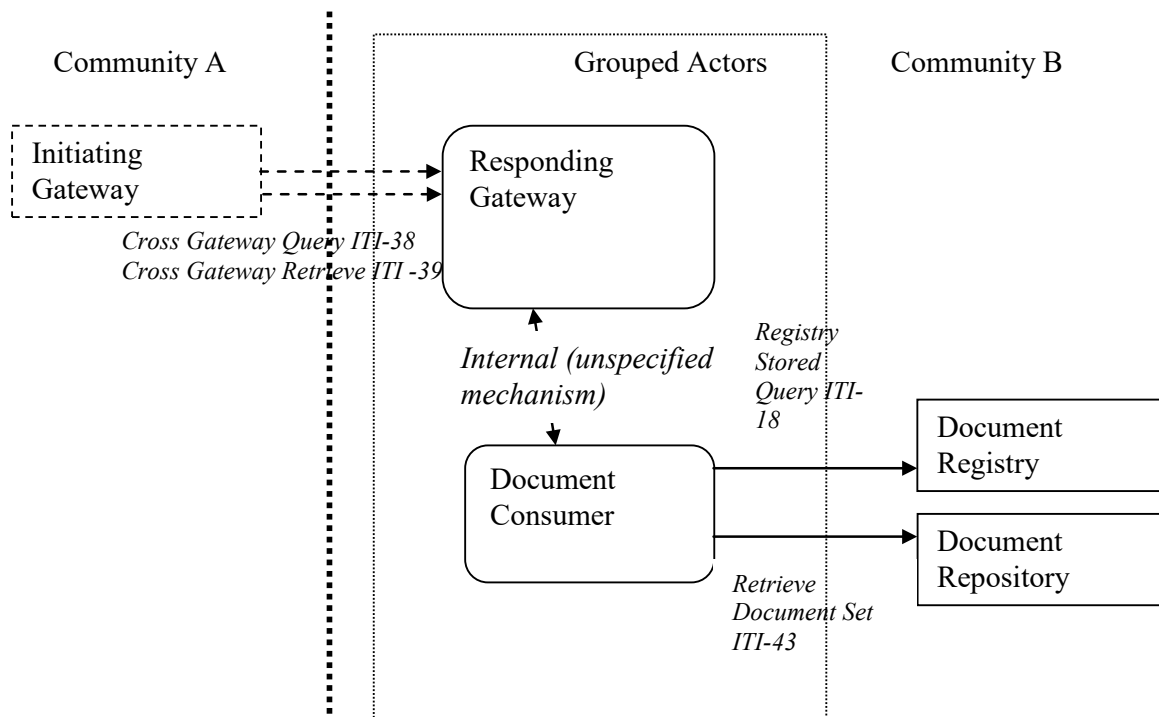 Community A
Grouped Actors
Community B
Initiating
Gateway
Responding
Gateway
Cross Gateway Query ITI-38
Cross Gateway Retrieve ITI -39
Internal (unspecified
mechanism)
Registry
Stored
Query ITI-
18
Document
Consumer
Document
Registry
Document
Repository
Retrieve
Document Set
ITI-43